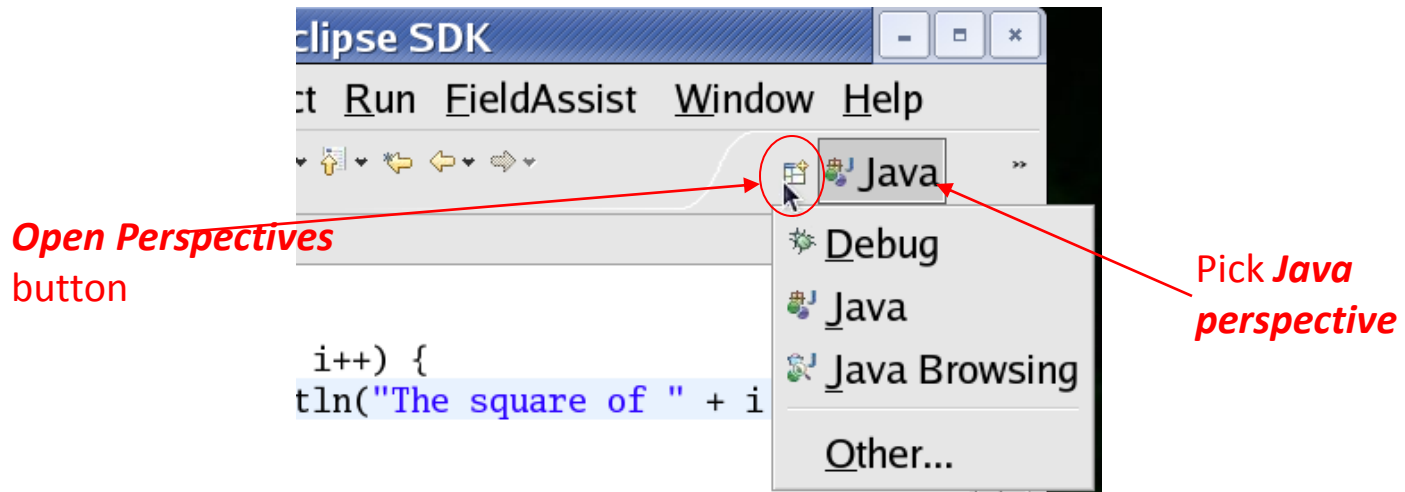 clipse SDK
ct Run FieldAssist Window Help
Java »
Open Perspectives
button
Debug
Java
Java Browsing
Other...
Pick Java
perspective
i++) {
tln("The square of " + i